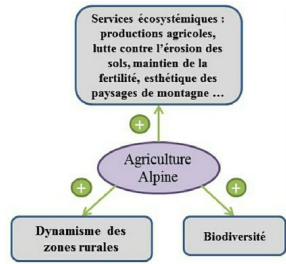 Services écosystémiques :
productions agricoles,
lutte contre l'érosion des
sols, maintien de la
fertilité, esthétique des
paysages de montagne ...
+
Agriculture
Alpine
+
+
Dynamisme des
zones rurales
Biodiversité